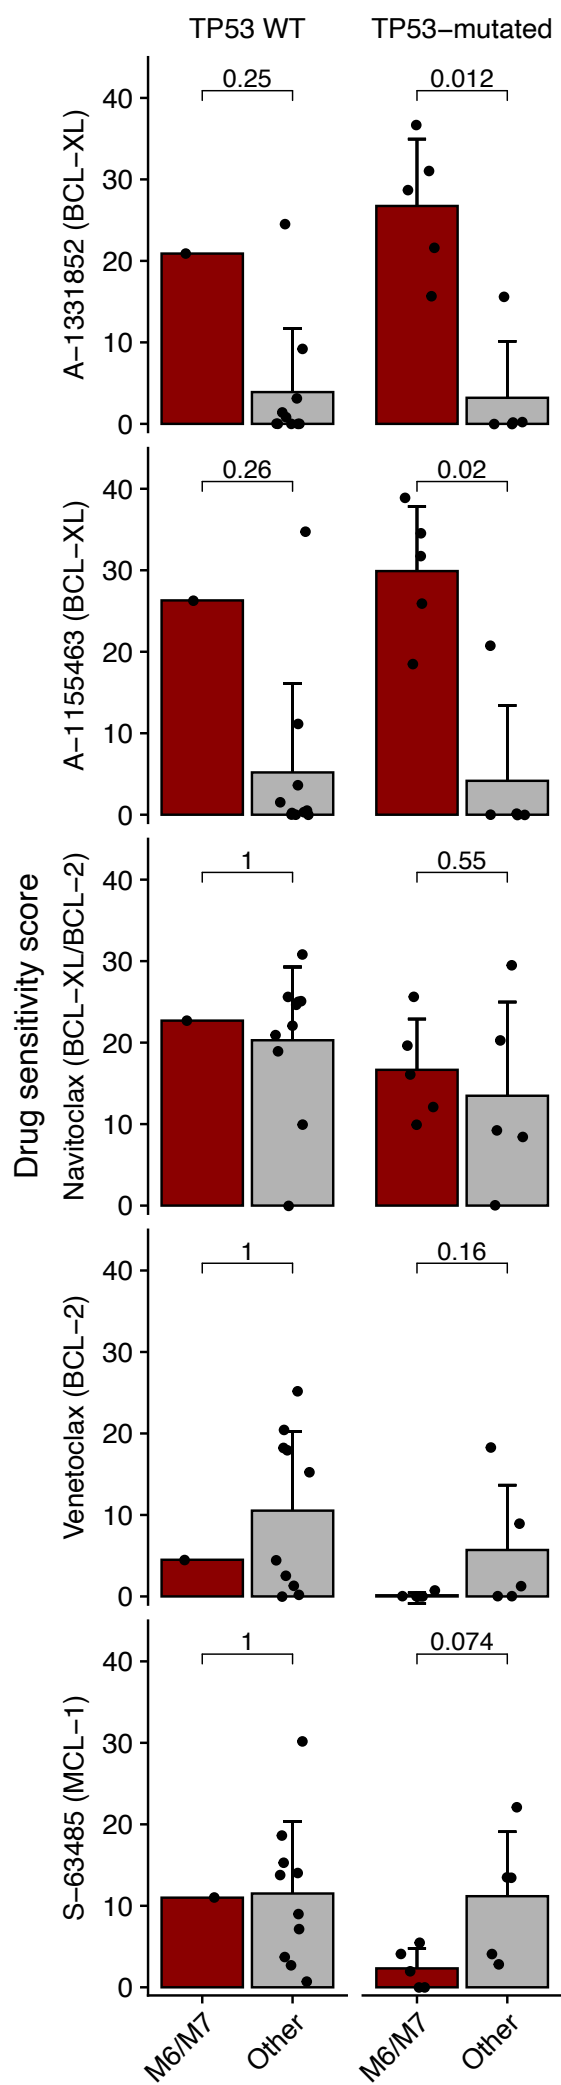 TP53 WT
TP53−mutated
Drug sensitivity score
A−1331852 (BCL−XL)
40
30
20
10
0
0.25
0.012
A−1155463 (BCL−XL)
40
30
20
10
0
0.26
0.02
Navitoclax (BCL−XL/BCL−2)
40
30
20
10
0
1
0.55
Venetoclax (BCL−2)
40
30
20
10
0
1
0.16
S−63485 (MCL−1)
40
30
20
10
0
1
0.074
M6/M7
Other
M6/M7
Other